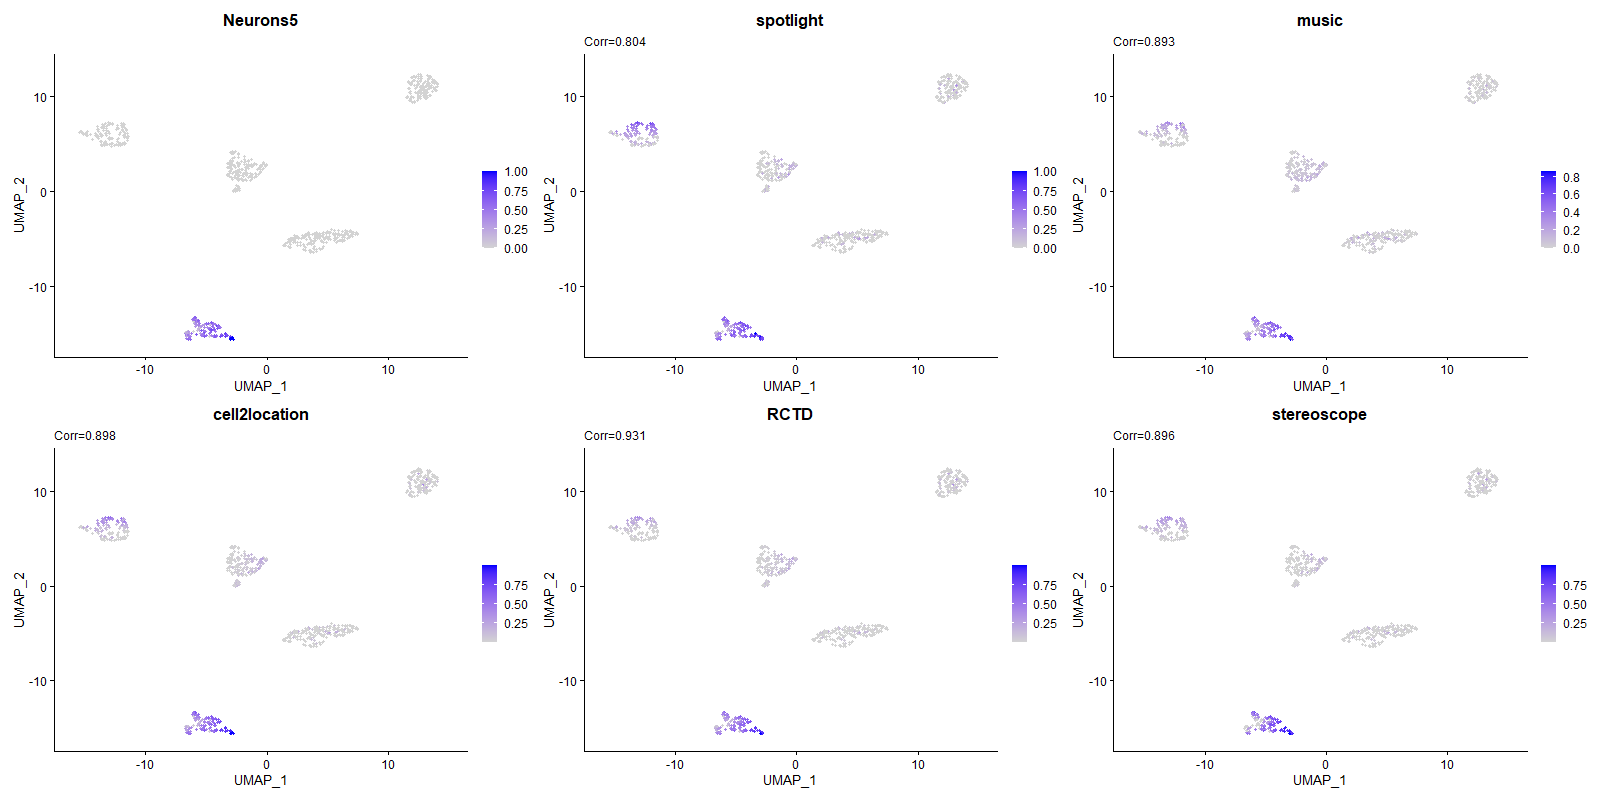 Neurons5
10
0
-10
UMAP_2
-10
0
10
UMAP_1
1.00
0.75
0.50
0.25
0.00
spotlight
Corr=0.804
10
0
-10
UMAP_2
-10
0
10
UMAP_1
1.00
0.75
0.50
0.25
0.00
music
Corr=0.893
10
0
-10
UMAP_2
-10
0
10
UMAP_1
0.8
0.6
0.4
0.2
0.0
cell2location
Corr=0.898
10
0
-10
UMAP_2
-10
0
10
UMAP_1
0.75
0.50
0.25
RCTD
Corr=0.931
10
0
-10
UMAP_2
-10
0
10
UMAP_1
0.75
0.50
0.25
stereoscope
Corr=0.896
10
0
-10
UMAP_2
-10
0
10
UMAP_1
0.75
0.50
0.25